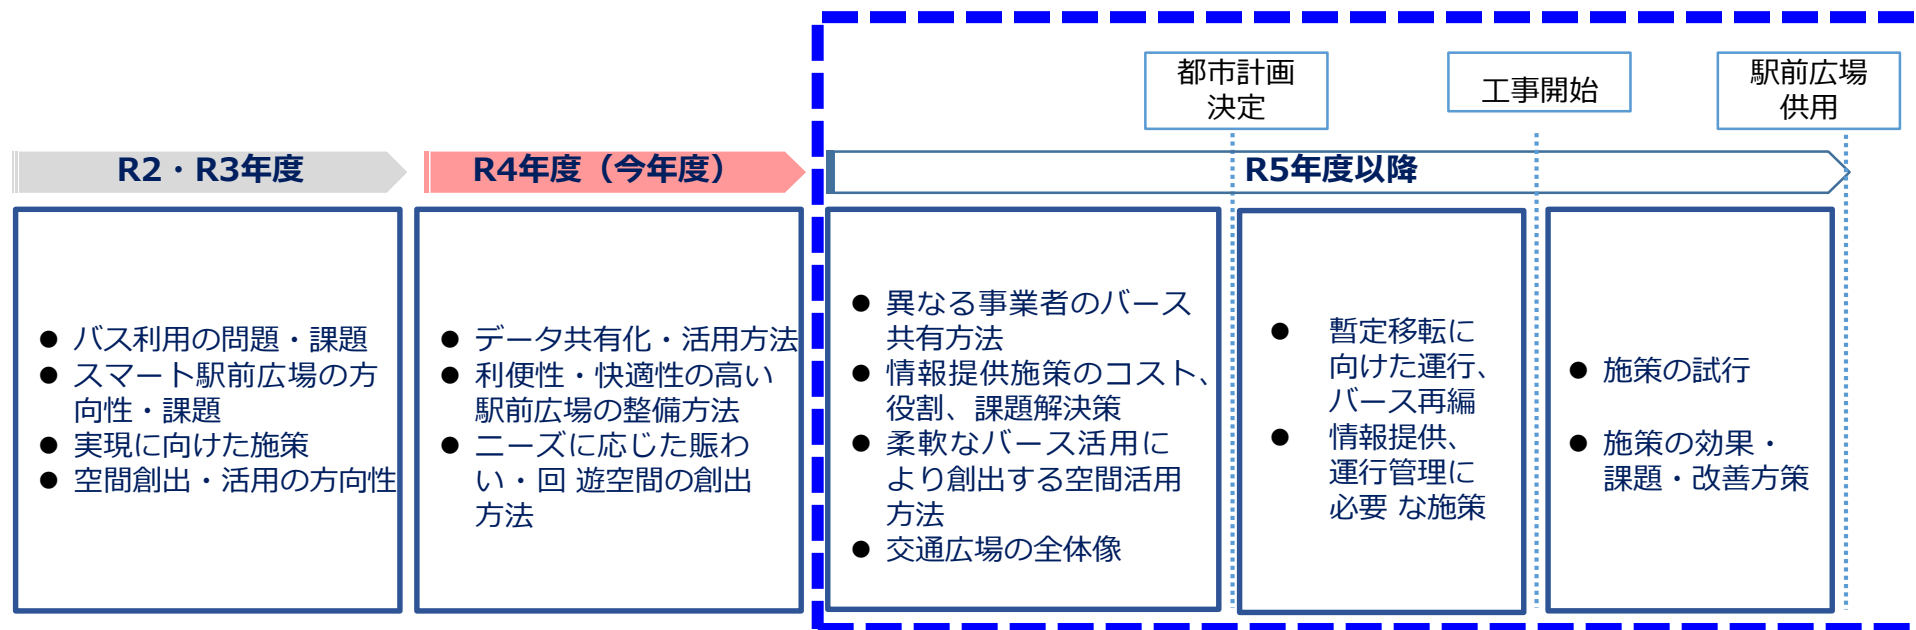 都市計画
決定
工事開始
駅前広場
供用
R2・R3年度
R4年度（今年度）
R5年度以降
● バス利用の問題・課題
● スマート駅前広場の方
向性・課題
● 実現に向けた施策
● 空間創出・活用の方向性
● データ共有化・活用方法
● 利便性・快適性の高い
駅前広場の整備方法
● ニーズに応じた賑わ
い・回 遊空間の創出
方法
● 異なる事業者のバース
共有方法
● 情報提供施策のコスト、
役割、課題解決策
● 柔軟なバース活用に
より創出する空間活用
方法
● 交通広場の全体像
● 暫定移転に
向けた運行、
バース再編
● 情報提供、
運行管理に
必要 な施策
● 施策の試行
● 施策の効果・
課題・改善方策